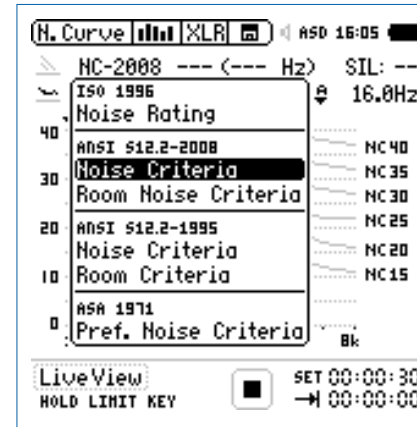 N. Curve XLR ASD 16:05
NC-2008 --- (--- Hz) SIL: --
ISO 1996 16.0Hz
Noise Rating
40 ANSI S12.2-2008 NC40
Noise Criteria NC35
30 Room Noise Criteria NC30
20 ANSI S12.2-1995 NC25
Noise Criteria NC20
10 Room Criteria NC15
ASA 1971
0 Pref. Noise Criteria 8k
LiveView SET 00:00:30
HOLD LIMIT KEY 00:00:00